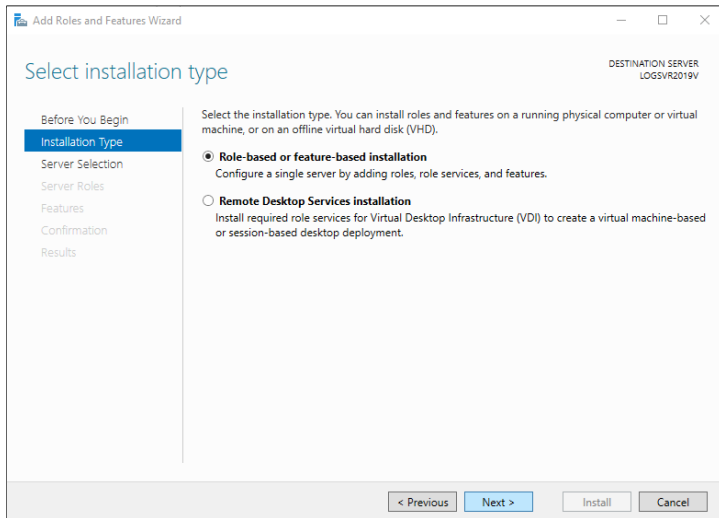 Add Roles and Features Wizard
Select installation type
DESTINATION SERVER
LOGSVR2019V
Before You Begin
Installation Type
Server Selection
Server Roles
Features
Confirmation
Results
Select the installation type. You can install roles and features on a running physical computer or virtual
machine, or on an offline virtual hard disk (VHD).
Role-based or feature-based installation
Configure a single server by adding roles, role services, and features.
Remote Desktop Services installation
Install required role services for Virtual Desktop Infrastructure (VDI) to create a virtual machine-based
or session-based desktop deployment.
< Previous Next > Install Cancel